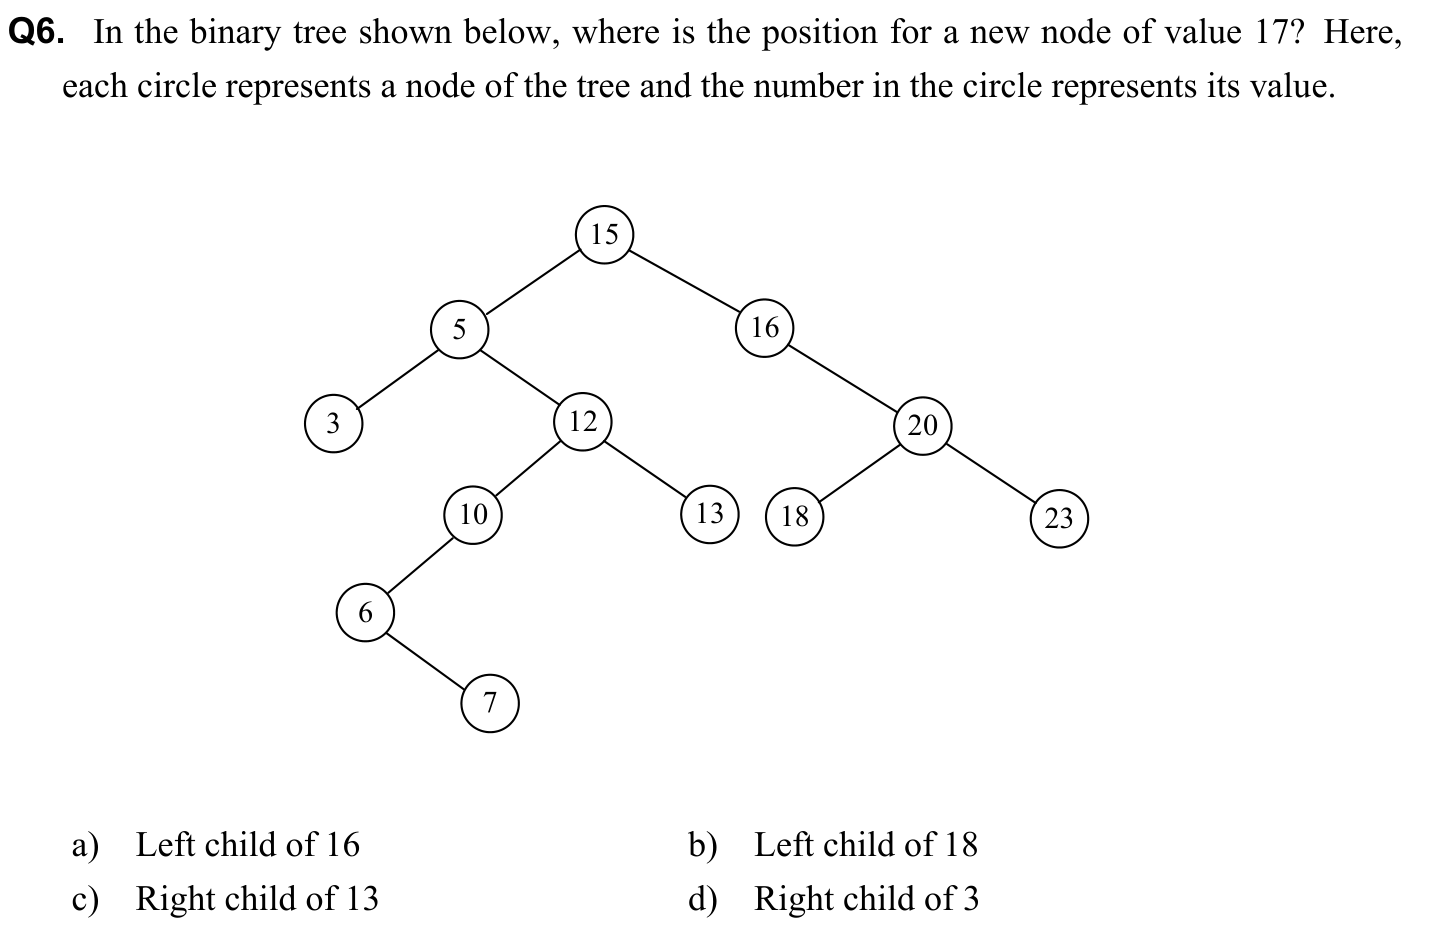 Q6. In the binary tree shown below, where is the position for a new node of value 17? Here,
each circle represents a node of the tree and the number in the circle represents its value.
15
5
16
3
12
20
10
13
18
23
6
7
a) Left child of 16
b) Left child of 18
c) Right child of 13
d) Right child of 3